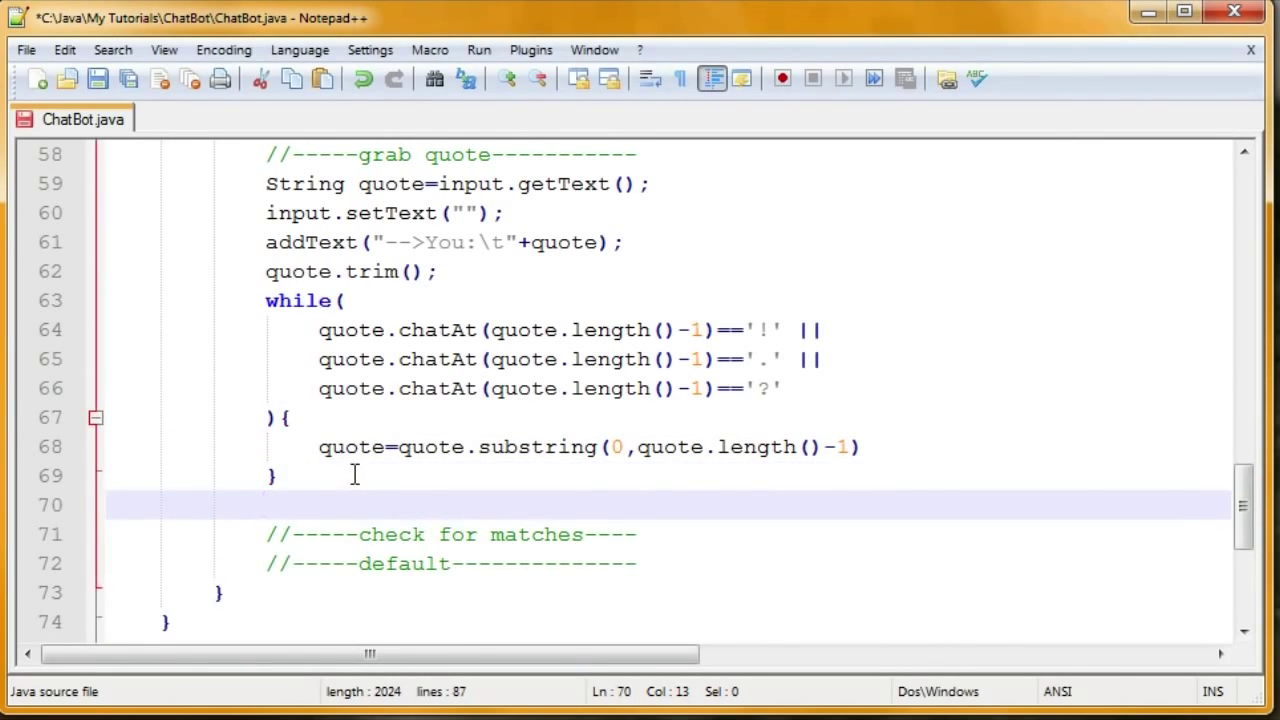 *C:\Java\My Tutorials\ChatBot\ChatBot.java - Notepad++
File Edit Search View Encoding Language Settings Macro Run Plugins Window ? X
ABC
ChatBot.java
58 //-----grab quote-----------
59 String quote=input.getText();
60 input.setText("");
61 addText("-->You:\t"+quote);
62 quote.trim();
63 while(
64 quote.chatAt(quote.length()-1)=='!' ||
65 quote.chatAt(quote.length()-1)=='.' ||
66 quote.chatAt(quote.length()-1)=='?'
67 ){
68 quote=quote.substring(0,quote.length()-1)
69 }
70
71 //-----check for matches----
72 //-----default--------------
73 }
74 }
Java source file length : 2024 lines : 87 Ln : 70 Col : 13 Sel : 0 Dos\Windows ANSI INS